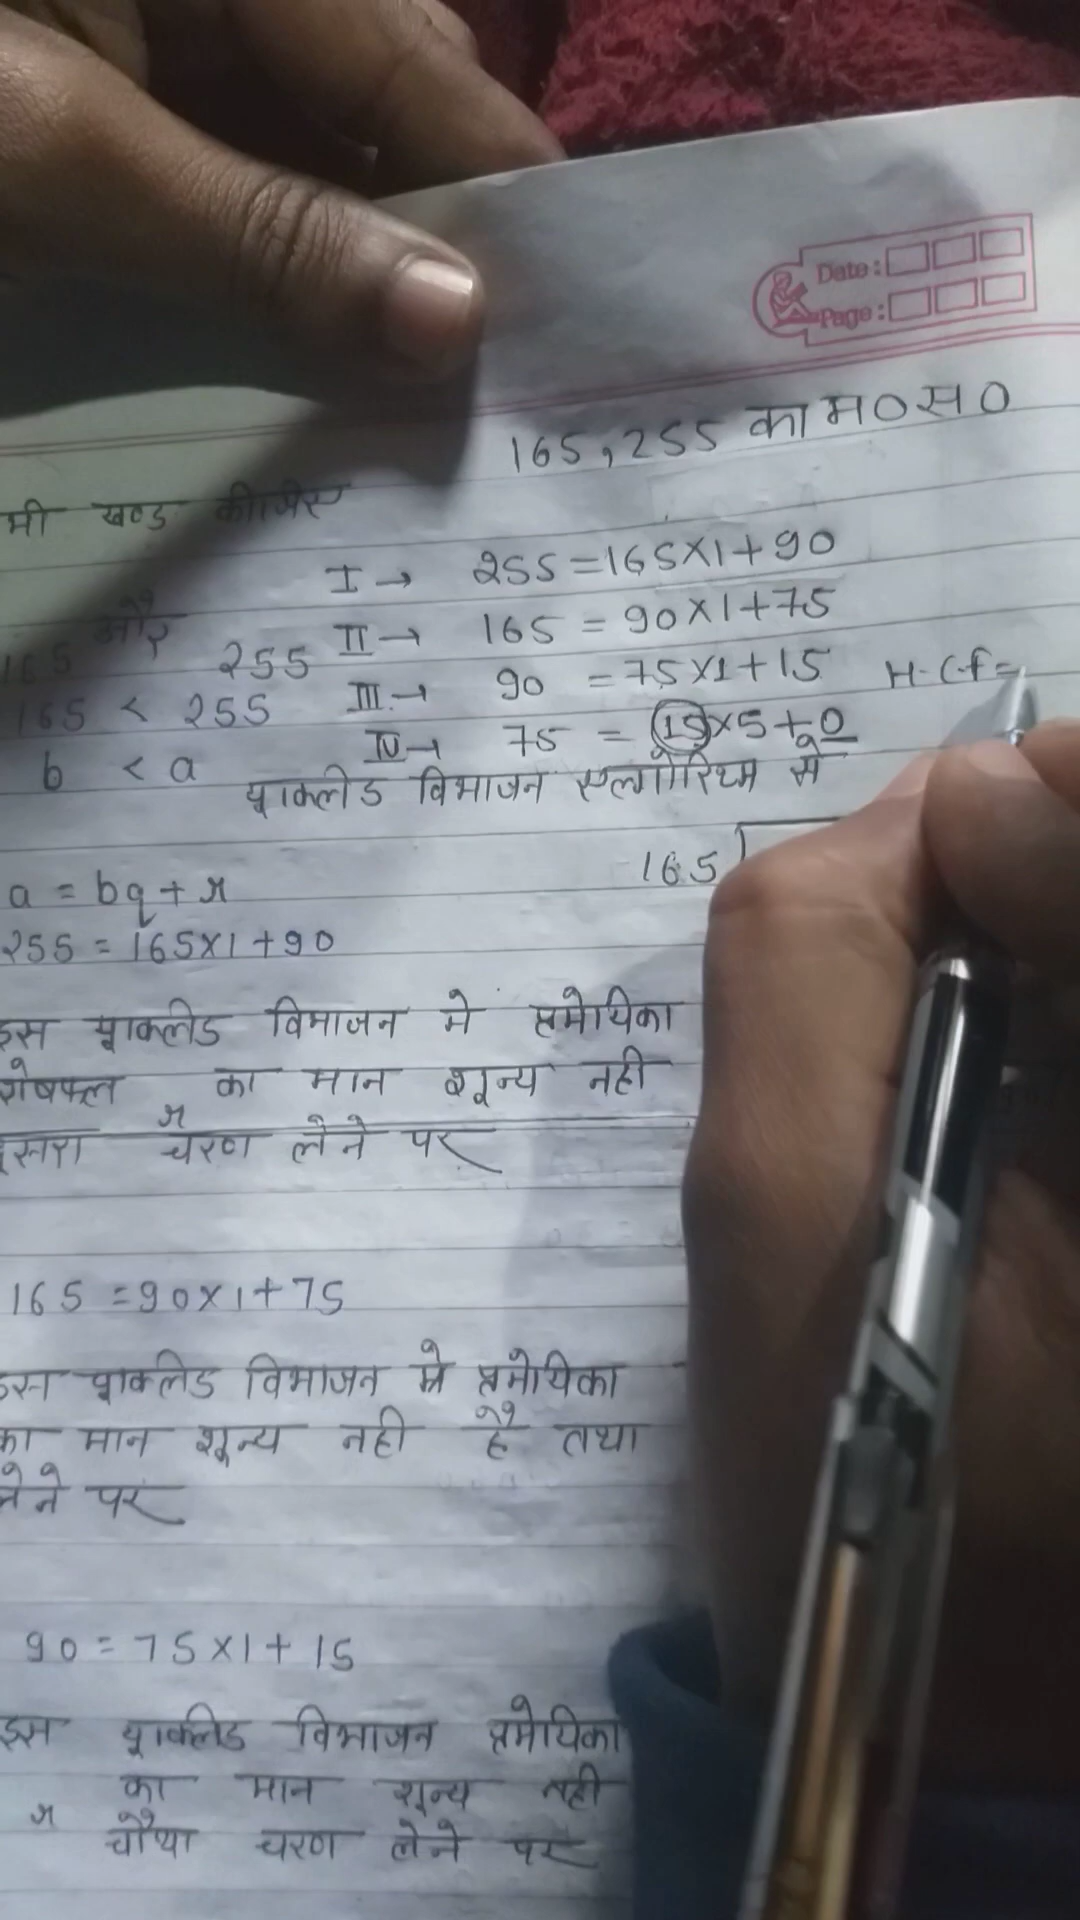 Date:
Page:
165, 255 का म०स०
भी खण्ड कीजिए
I → 255 = 165×1+90
165 और 255 II → 165 = 90×1+75
165 < 255 III → 90 = 75×1+15 H.C.f =
b < a IV → 75 = 15×5+0
यूक्लीड विभाजन एल्गोरिथ्म से
165
a = bq + r
255 = 165×1+90
इस यूक्लीड विभाजन मे प्रमेयिका
शेषफल r का मान शून्य नही
दूसरा चरण लेने पर
165 = 90×1+75
इस यूक्लीड विभाजन मे प्रमेयिका
का मान शून्य नही है तथा
लेने पर
90 = 75×1+15
इस यूक्लीड विभाजन प्रमेयिका
r का मान शून्य नही
चौथा चरण लेने पर